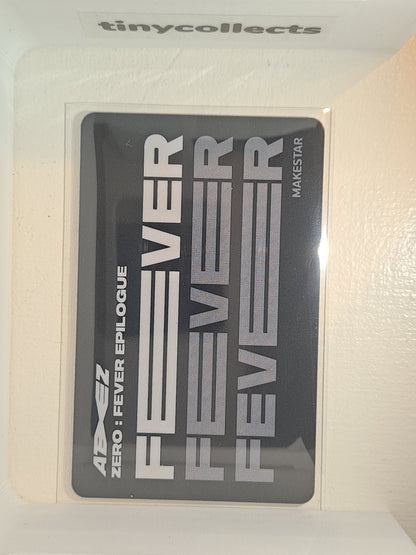 tinycollects
ATEEZ
ZERO : FEVER EPILOGUE
FEVER
FEVER
FEVER
MAKESTAR